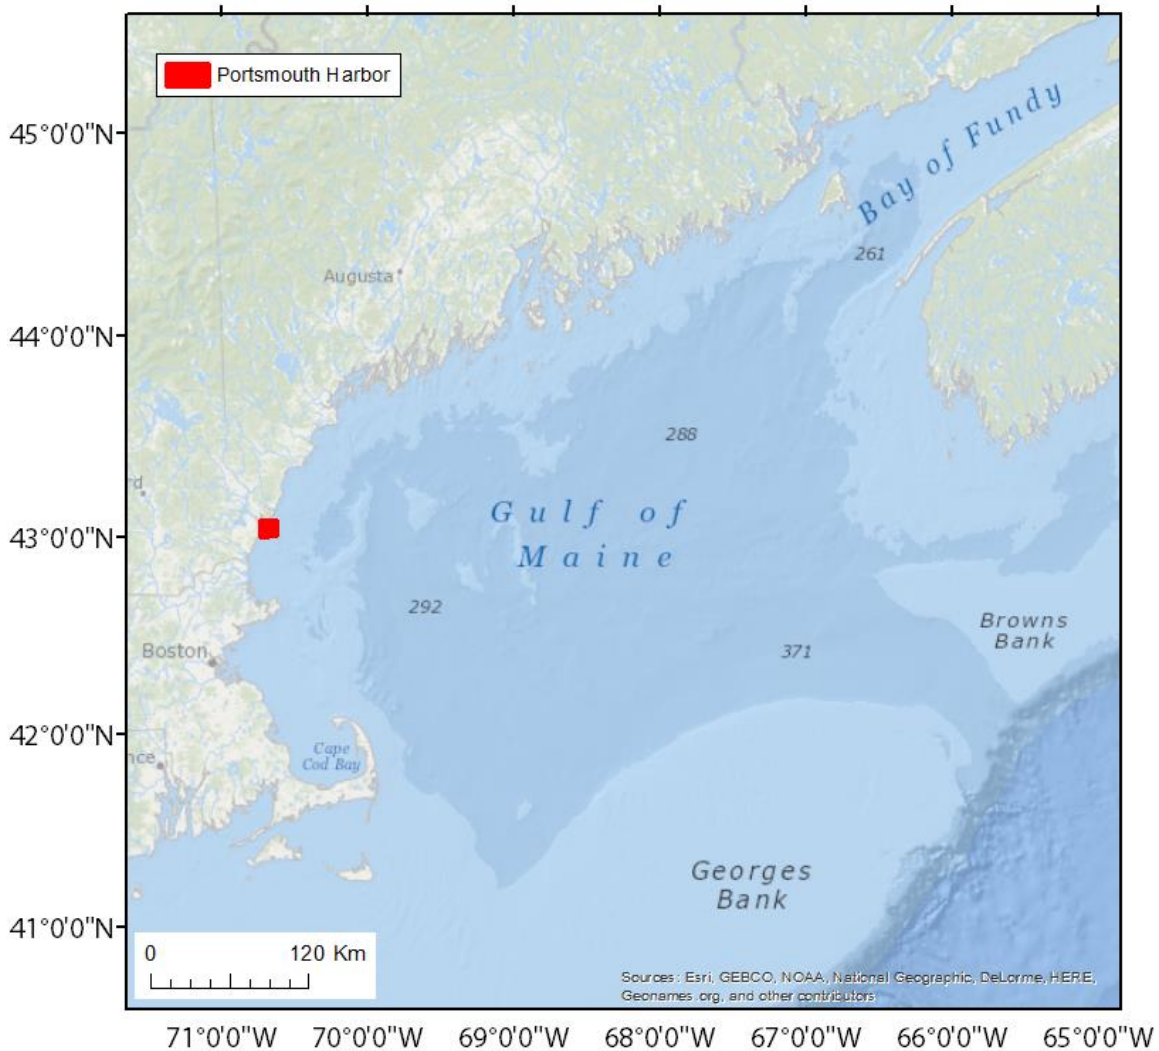 Portsmouth Harbor
45°0'0"N
44°0'0"N
43°0'0"N
42°0'0"N
41°0'0"N
Bay of Fundy
261
Augusta
288
Gulf of
Maine
rd
292
371
Browns
Bank
Boston
Cape
Cod Bay
nce
Georges
Bank
0 120 Km
Sources: Esri, GEBCO, NOAA, National Geographic, DeLorme, HERE,
Geonames.org, and other contributors
71°0'0"W 70°0'0"W 69°0'0"W 68°0'0"W 67°0'0"W 66°0'0"W 65°0'0"W